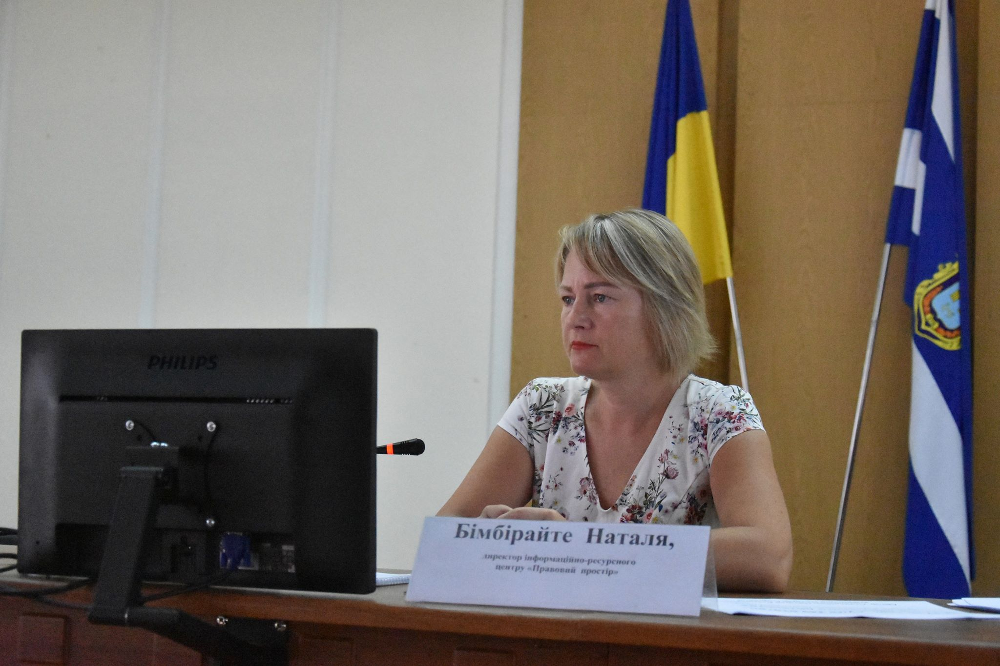 PHILIPS
Бімбірайте Наталя,
директор інформаційно-ресурсного
центру «Правовий простір»